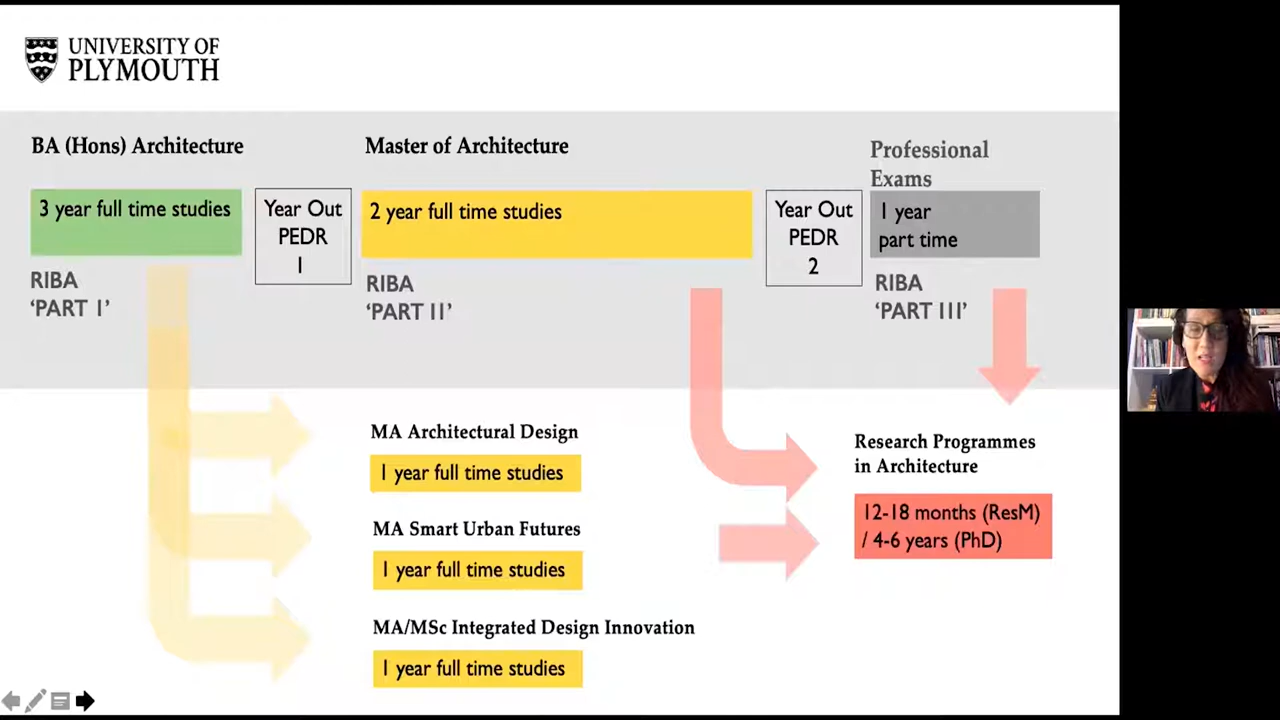 UNIVERSITY OF
PLYMOUTH
BA (Hons) Architecture
3 year full time studies
RIBA
‘PART 1’
Year Out
PEDR
1
Master of Architecture
2 year full time studies
RIBA
‘PART II’
Year Out
PEDR
2
Professional
Exams
1 year
part time
RIBA
‘PART III’
MA Architectural Design
1 year full time studies
MA Smart Urban Futures
1 year full time studies
MA/MSc Integrated Design Innovation
1 year full time studies
Research Programmes
in Architecture
12-18 months (ResM)
/ 4-6 years (PhD)